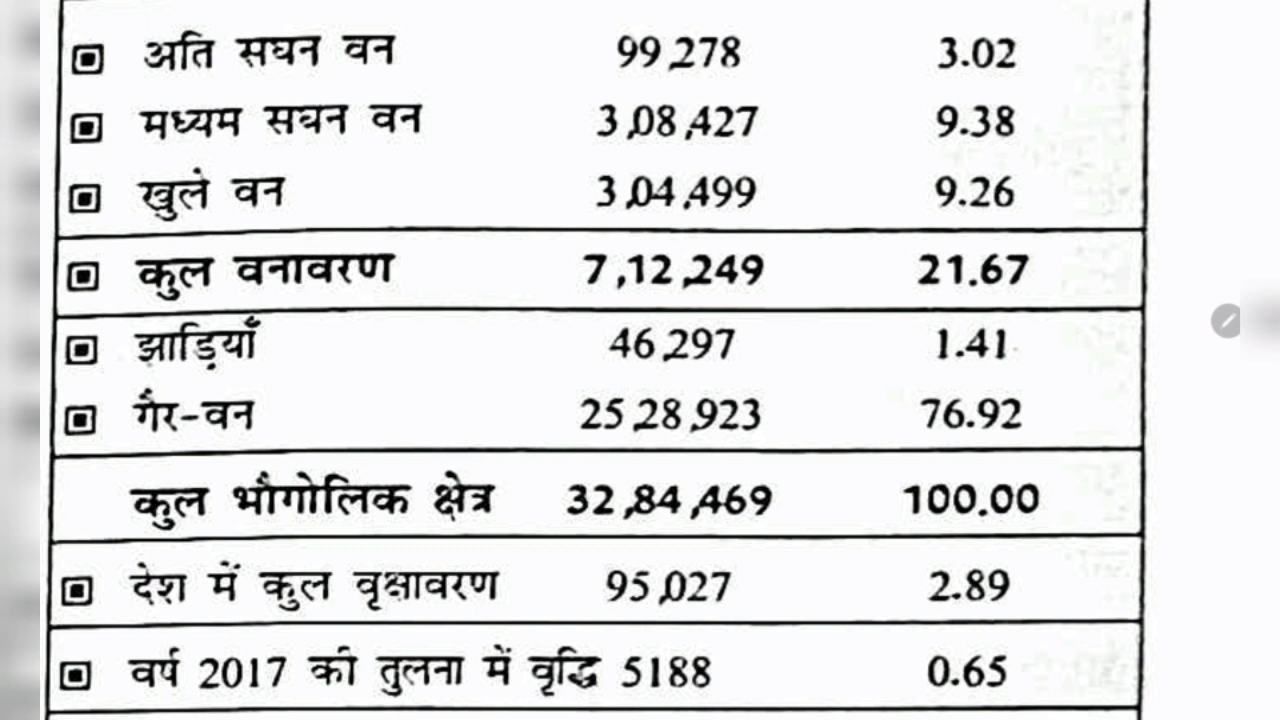 अति सघन वन 99,278 3.02
मध्यम सघन वन 3,08,427 9.38
खुले वन 3,04,499 9.26
कुल वनावरण 7,12,249 21.67
झाड़ियाँ 46,297 1.41
गैर-वन 25,28,923 76.92
कुल भौगोलिक क्षेत्र 32,84,469 100.00
देश में कुल वृक्षावरण 95,027 2.89
वर्ष 2017 की तुलना में वृद्धि 5188 0.65